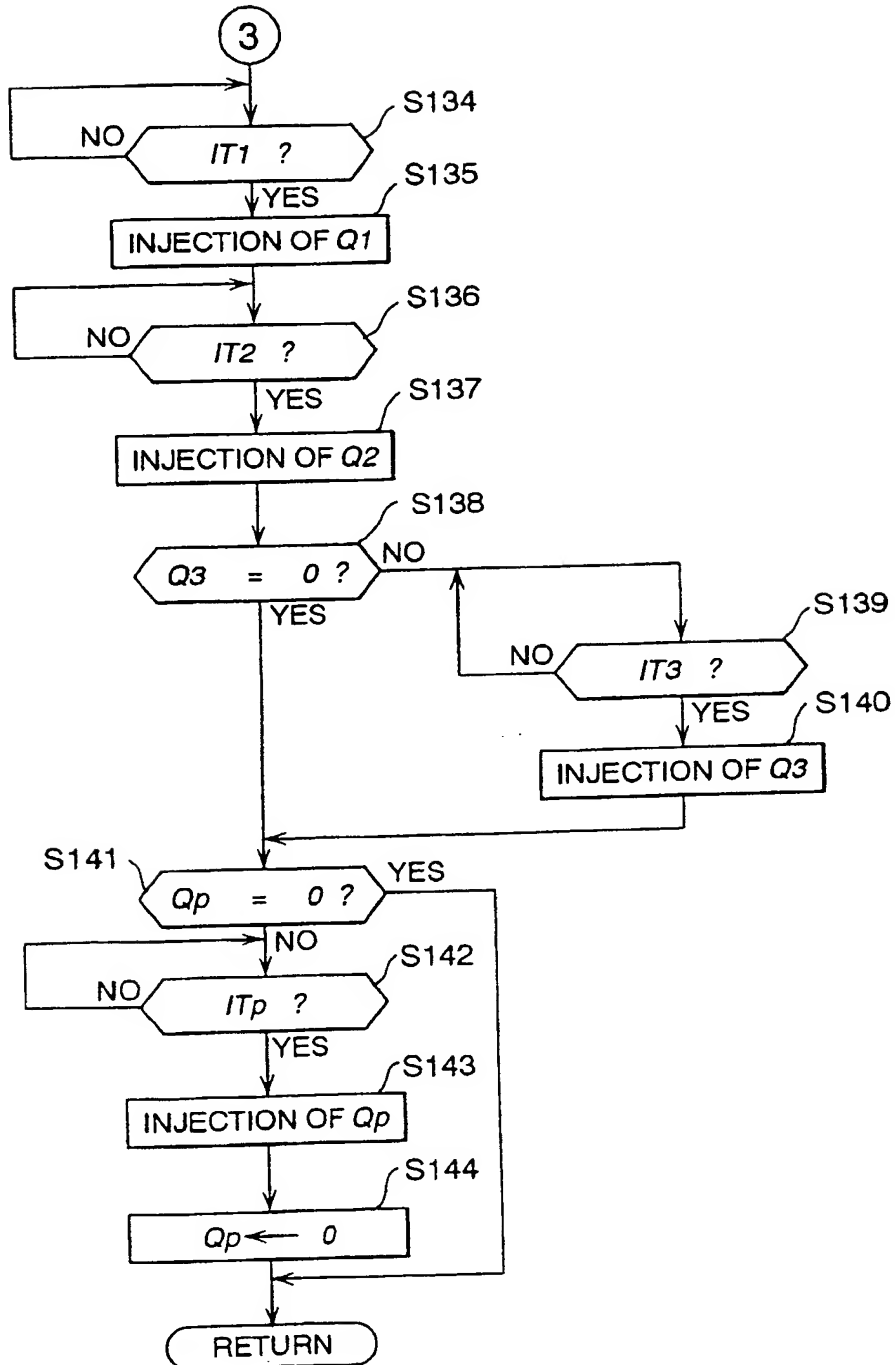 3
S134
NO
IT1 ?
S135
YES
INJECTION OF Q1
S136
NO
IT2 ?
S137
YES
INJECTION OF Q2
S138
Q3 = 0 ?
NO
YES
S139
NO
IT3 ?
YES
S140
INJECTION OF Q3
S141
Qp = 0 ?
YES
NO
S142
NO
ITp ?
YES
S143
INJECTION OF Qp
S144
Qp ← 0
RETURN